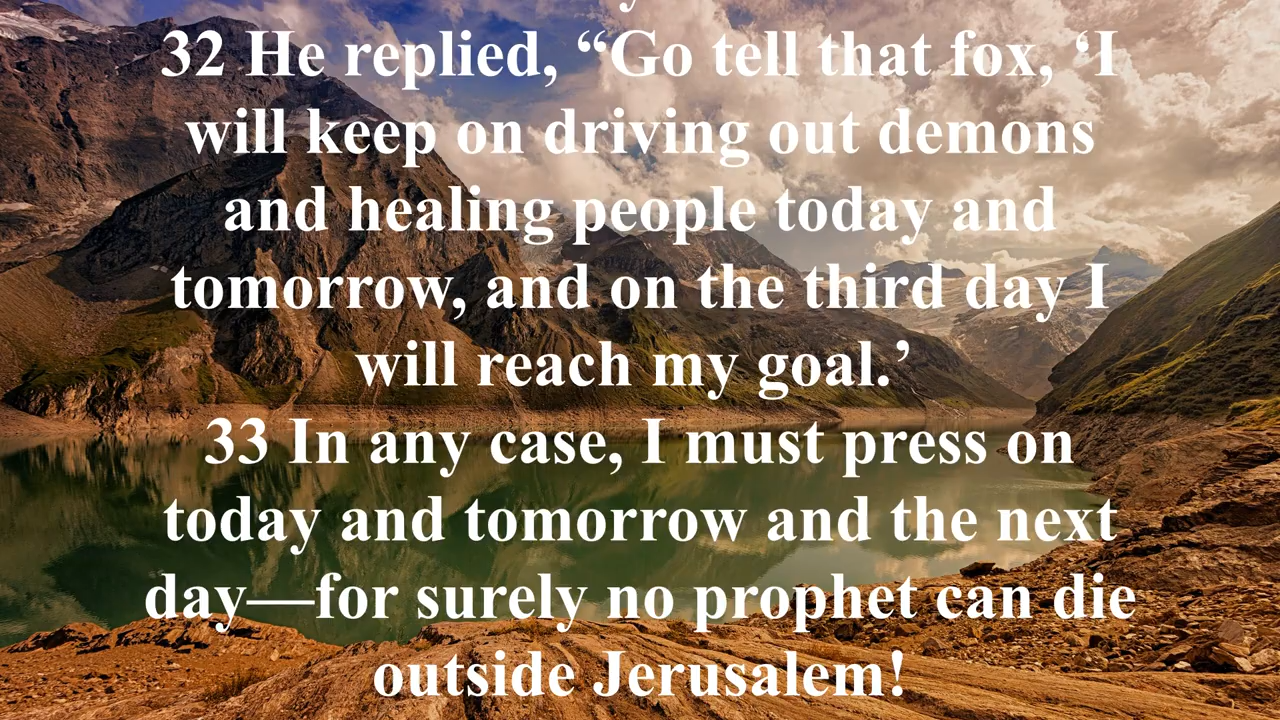 32 He replied, “Go tell that fox, ‘I
will keep on driving out demons
and healing people today and
tomorrow, and on the third day I
will reach my goal.’
33 In any case, I must press on
today and tomorrow and the next
day—for surely no prophet can die
outside Jerusalem!